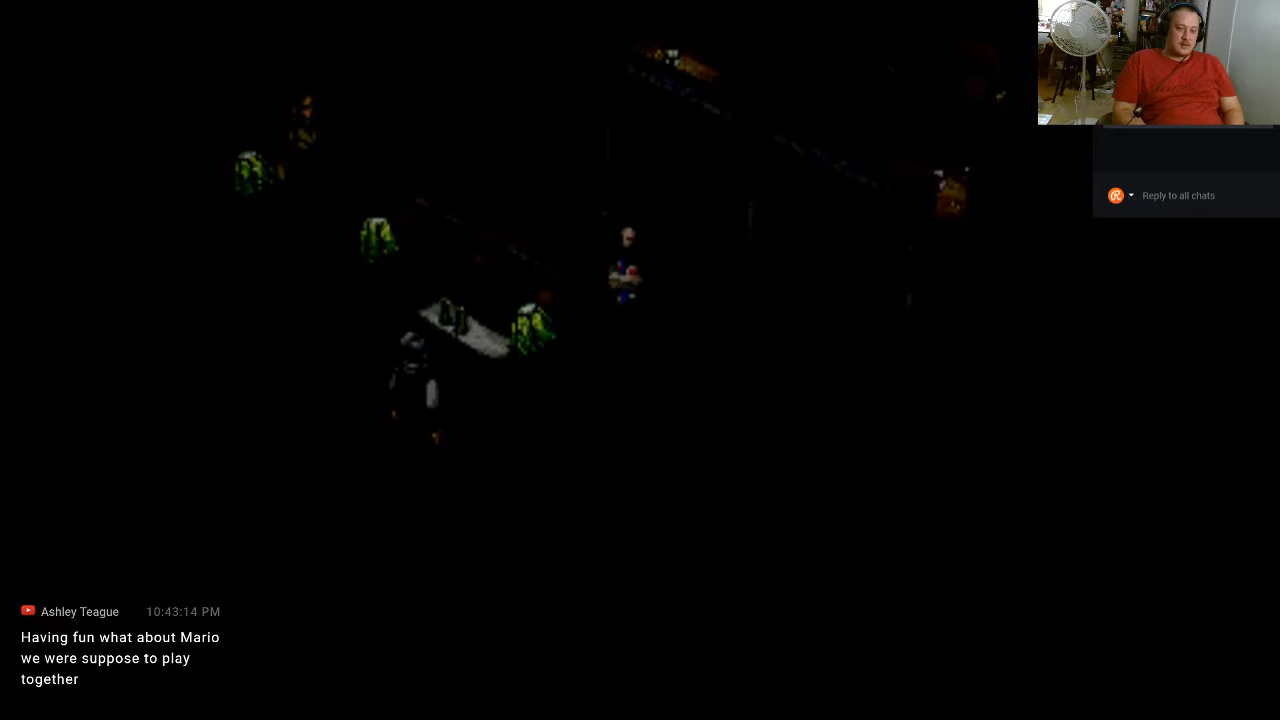 Reply to all chats
Ashley Teague 10:43:14 PM
Having fun what about Mario
we were suppose to play
together